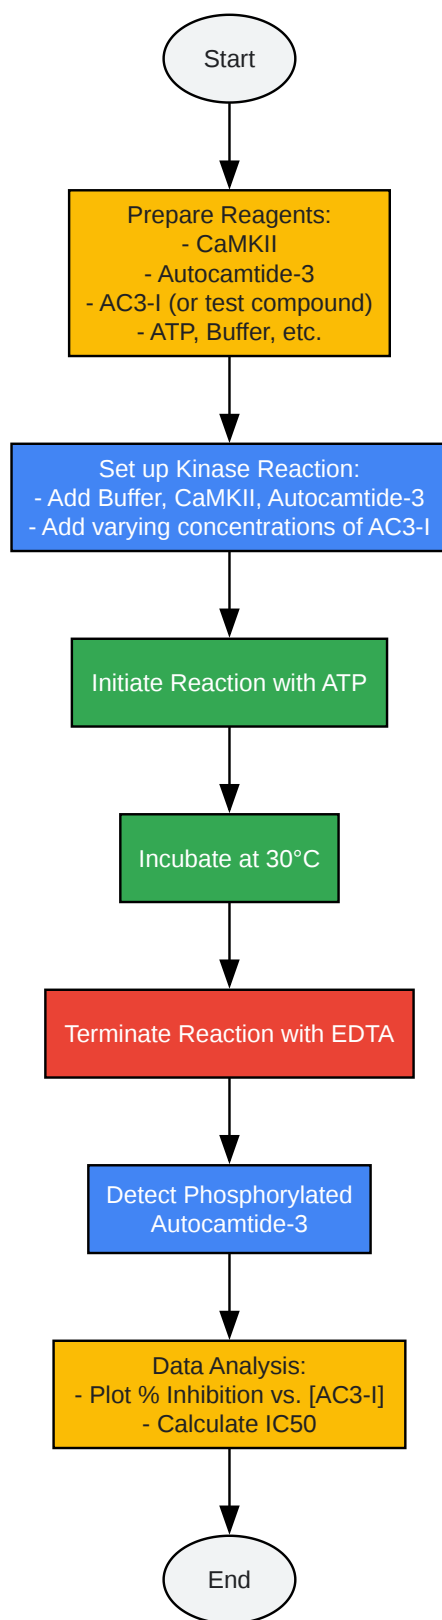 Start
Prepare Reagents:
- CaMKII
- Autocamtide-3
- AC3-I (or test compound)
- ATP, Buffer, etc.
Set up Kinase Reaction:
- Add Buffer, CaMKII, Autocamtide-3
- Add varying concentrations of AC3-I
Initiate Reaction with ATP
Incubate at 30°C
Terminate Reaction with EDTA
Detect Phosphorylated
Autocamtide-3
Data Analysis:
- Plot % Inhibition vs. [AC3-I]
- Calculate IC50
End